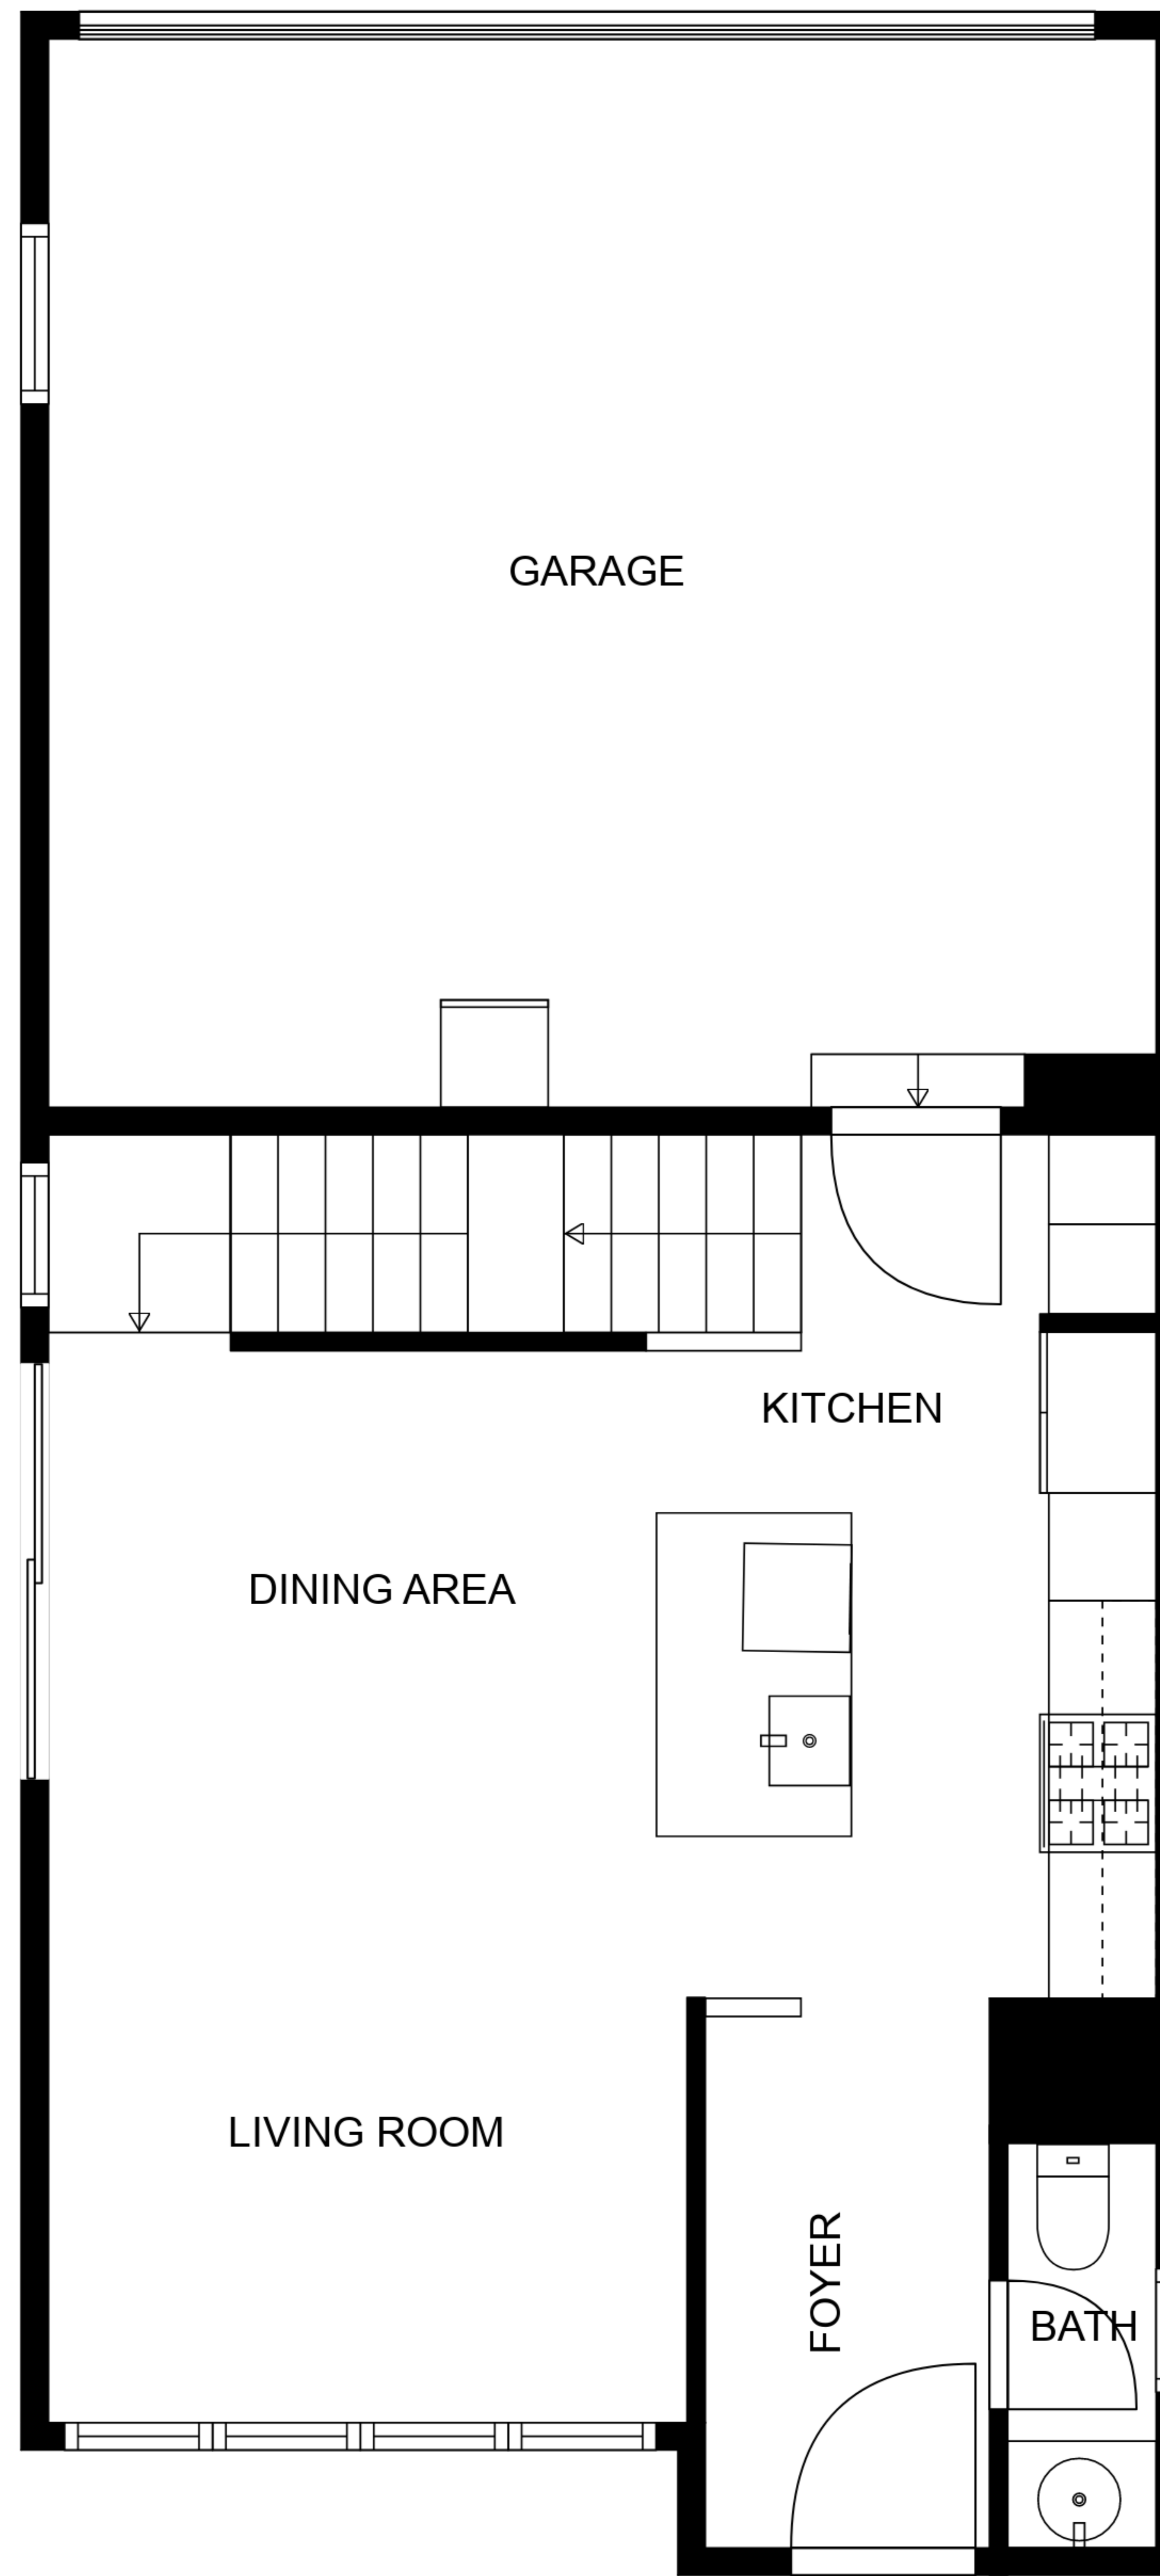 GARAGE
KITCHEN
DINING AREA
LIVING ROOM
FOYER
BATH